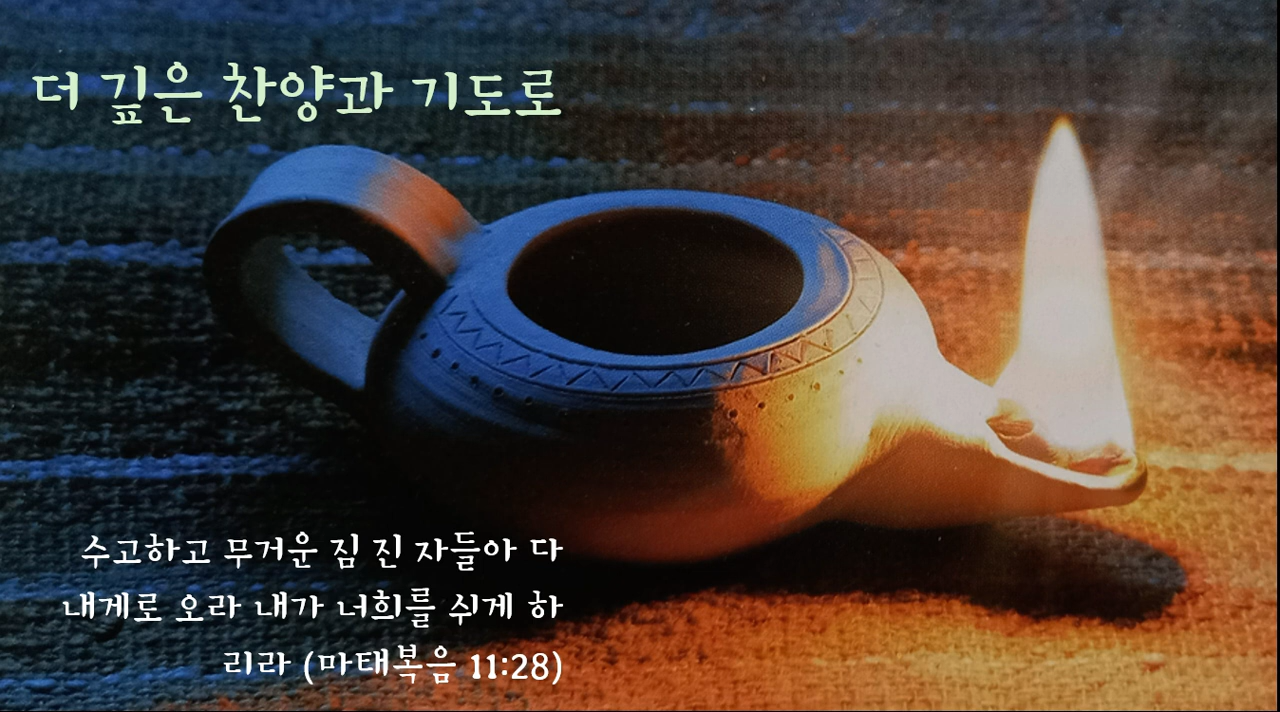 더 깊은 찬양과 기도로
수고하고 무거운 짐 진 자들아 다
내게로 오라 내가 너희를 쉬게 하
리라 (마태복음 11:28)